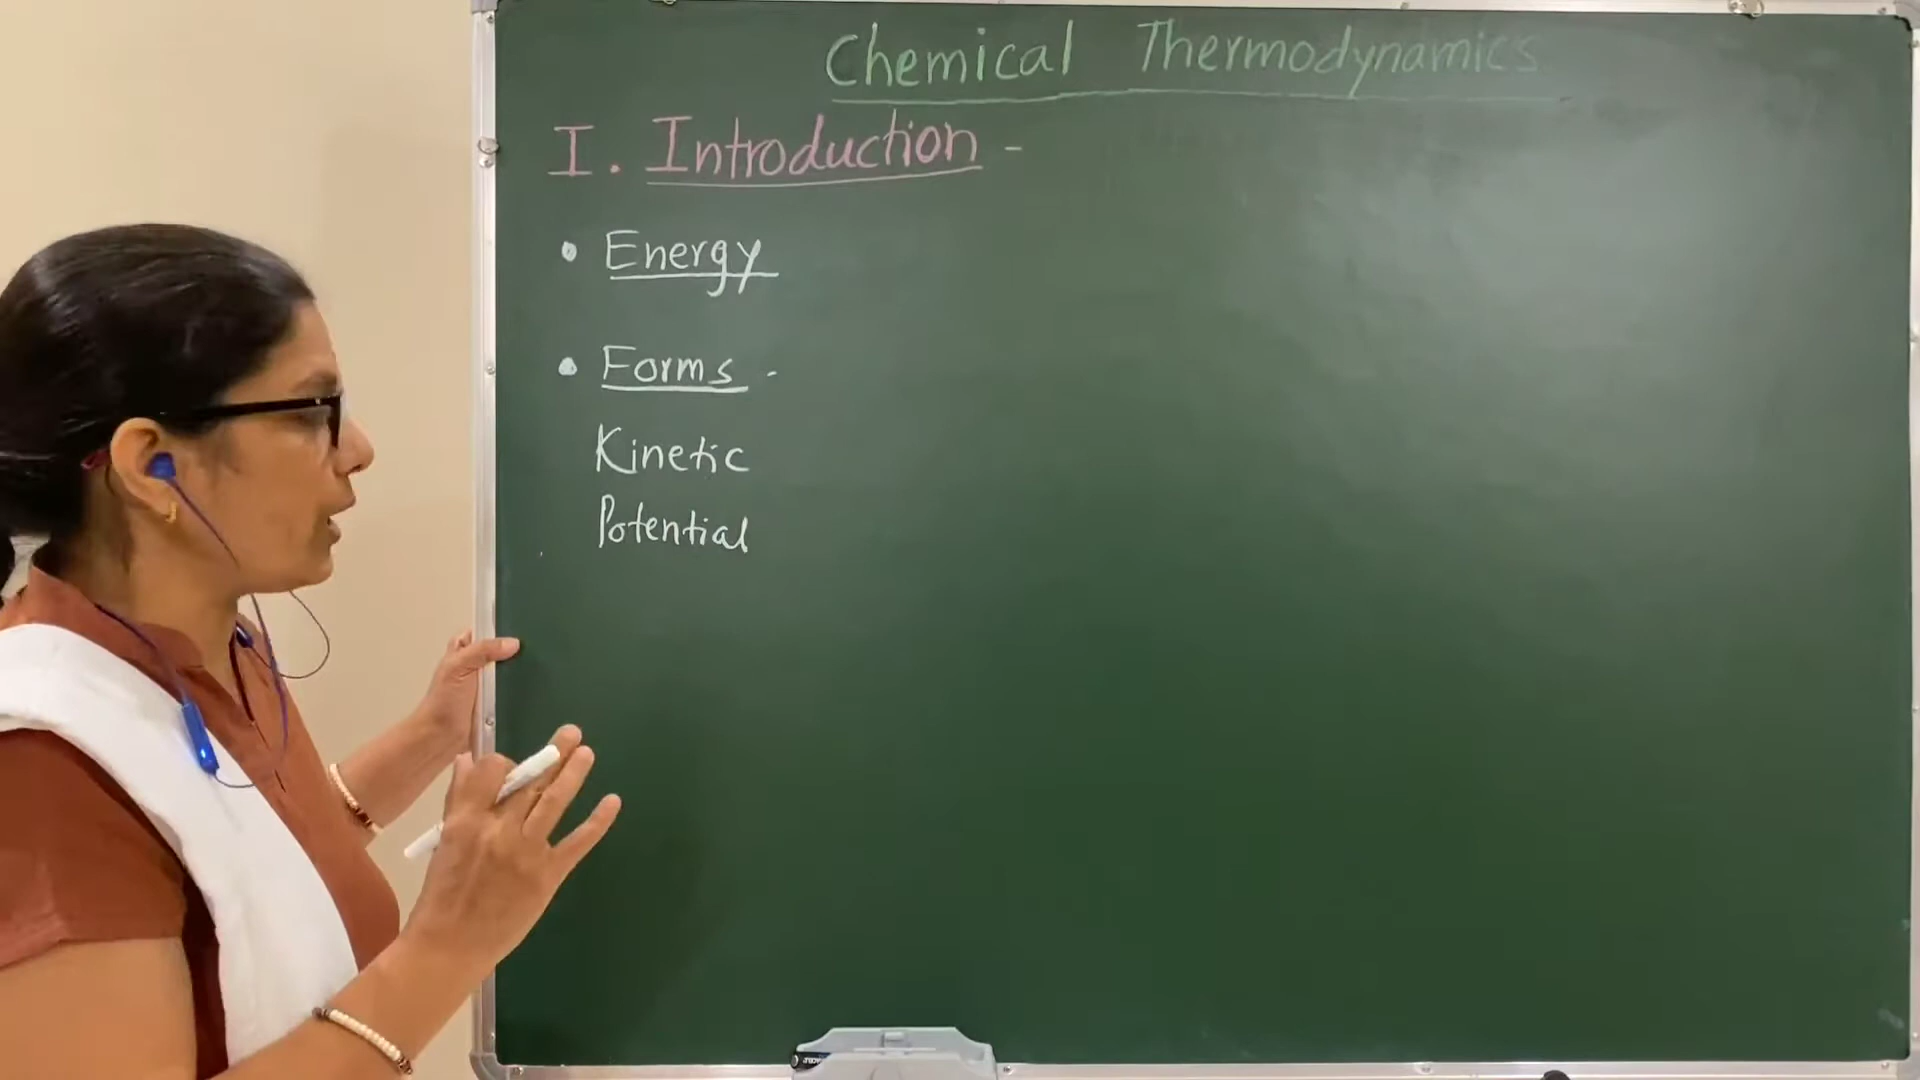 Chemical Thermodynamics
I. Introduction -
• Energy
• Forms -
Kinetic
Potential